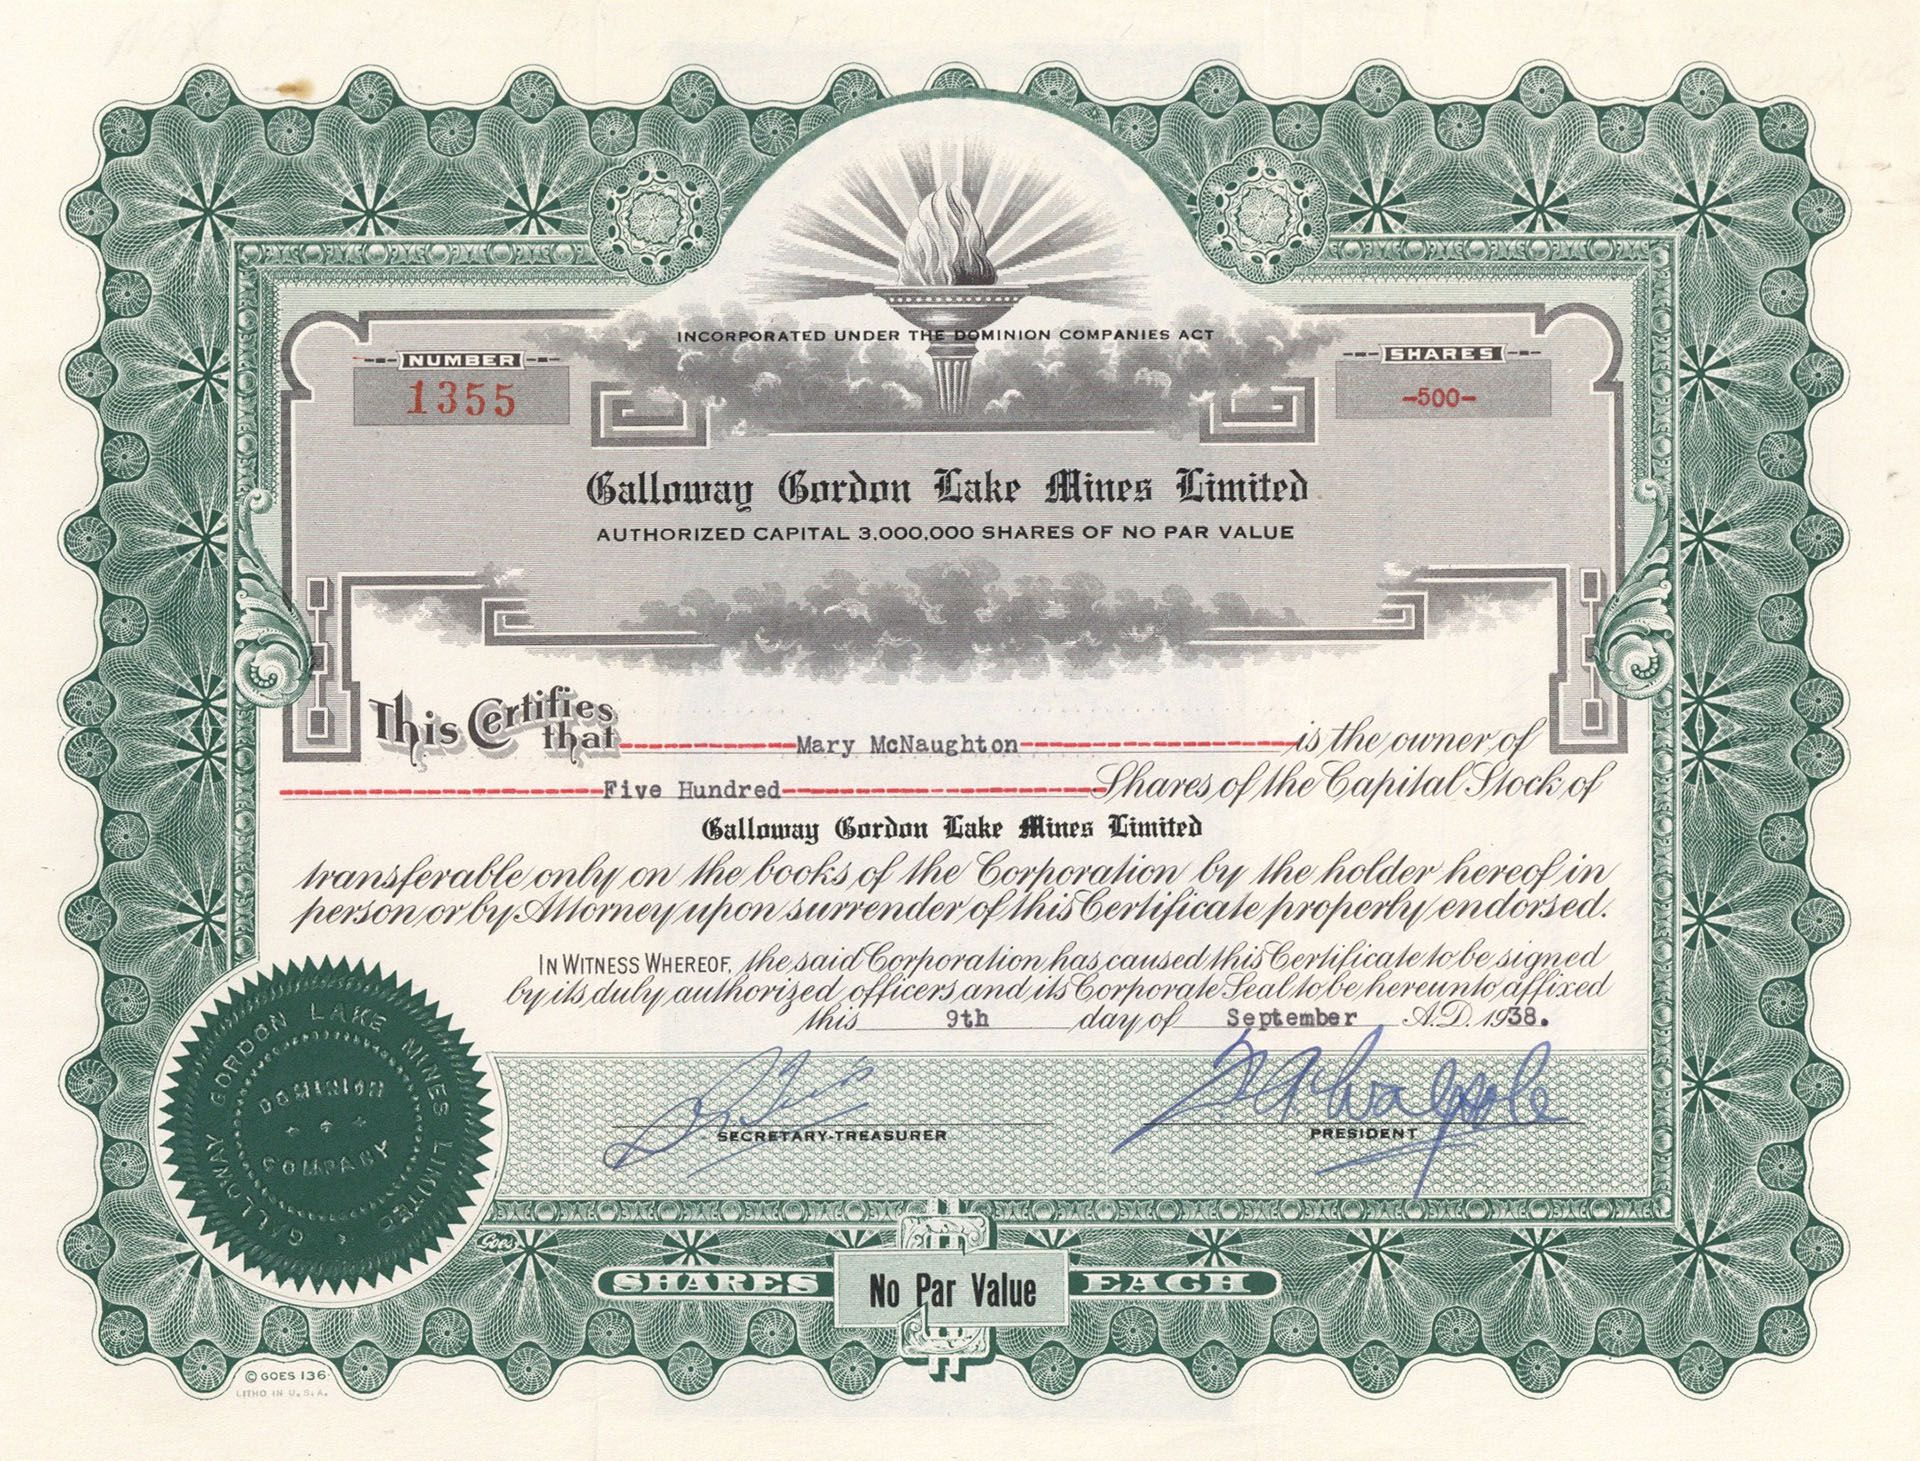 INCORPORATED UNDER THE DOMINION COMPANIES ACT
NUMBER
1355
SHARES
-500-
Galloway Gordon Lake Mines Limited
AUTHORIZED CAPITAL 3,000,000 SHARES OF NO PAR VALUE
This Certifies that Mary McNaughton is the owner of
Five Hundred Shares of the Capital Stock of
Galloway Gordon Lake Mines Limited
transferable only on the books of the Corporation by the holder hereof in
person or by Attorney upon surrender of this Certificate properly endorsed.
IN WITNESS WHEREOF, the said Corporation has caused this Certificate to be signed
by its duly authorized officers and its Corporate Seal to be hereunto affixed
this 9th day of September A.D. 1938.
GALLOWAY GORDON LAKE MINES LIMITED
DOMINION
COMPANY
SECRETARY-TREASURER
Walpole
PRESIDENT
Goes
SHARES No Par Value EACH
© GOES 136
LITHO IN U.S.A.